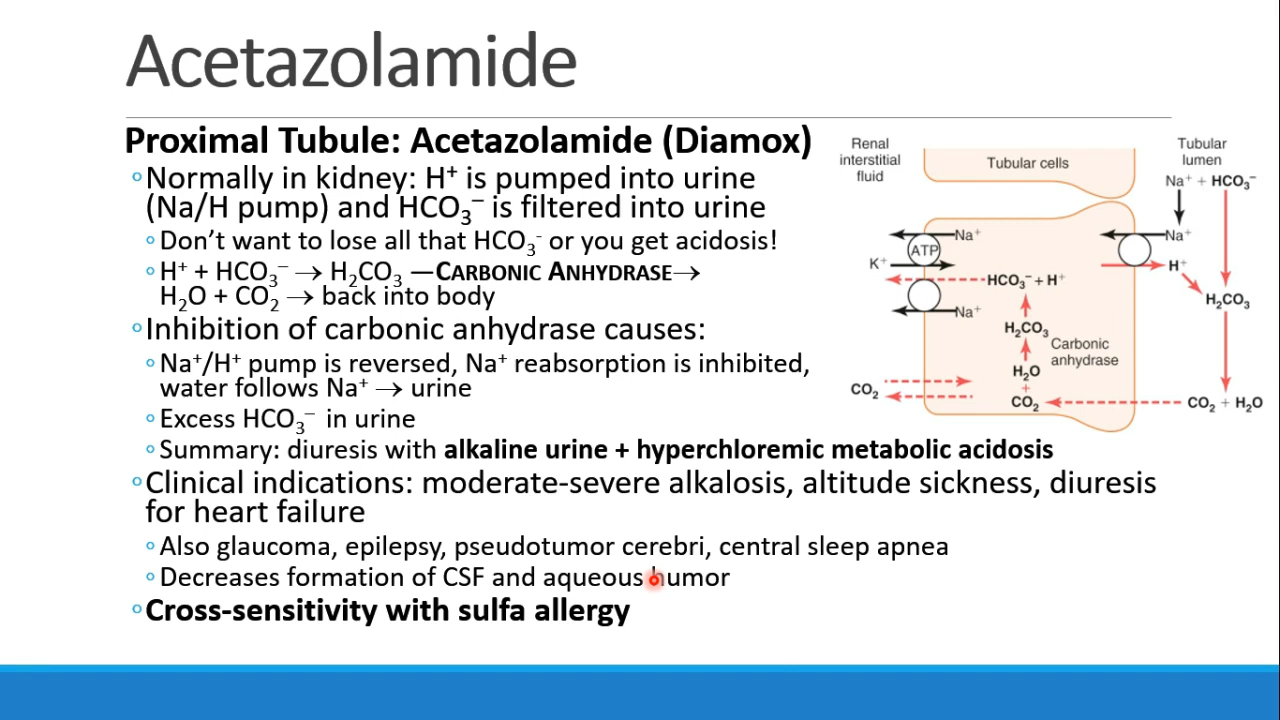 Acetazolamide
Proximal Tubule: Acetazolamide (Diamox)
Normally in kidney: H⁺ is pumped into urine
(Na/H pump) and HCO₃⁻ is filtered into urine
Don’t want to lose all that HCO₃⁻ or you get acidosis!
H⁺ + HCO₃⁻ → H₂CO₃ —CARBONIC ANHYDRASE→
H₂O + CO₂ → back into body
Inhibition of carbonic anhydrase causes:
Na⁺/H⁺ pump is reversed, Na⁺ reabsorption is inhibited,
water follows Na⁺ → urine
Excess HCO₃⁻ in urine
Summary: diuresis with alkaline urine + hyperchloremic metabolic acidosis
Clinical indications: moderate-severe alkalosis, altitude sickness, diuresis
for heart failure
Also glaucoma, epilepsy, pseudotumor cerebri, central sleep apnea
Decreases formation of CSF and aqueous humor
Cross-sensitivity with sulfa allergy
Renal
interstitial
fluid
Tubular cells
Tubular
lumen
Na⁺ + HCO₃⁻
Na⁺
ATP
Na⁺
K⁺
H⁺
HCO₃⁻ + H⁺
H₂CO₃
Na⁺
H₂CO₃
Carbonic
anhydrase
H₂O
+
CO₂
CO₂
CO₂ + H₂O